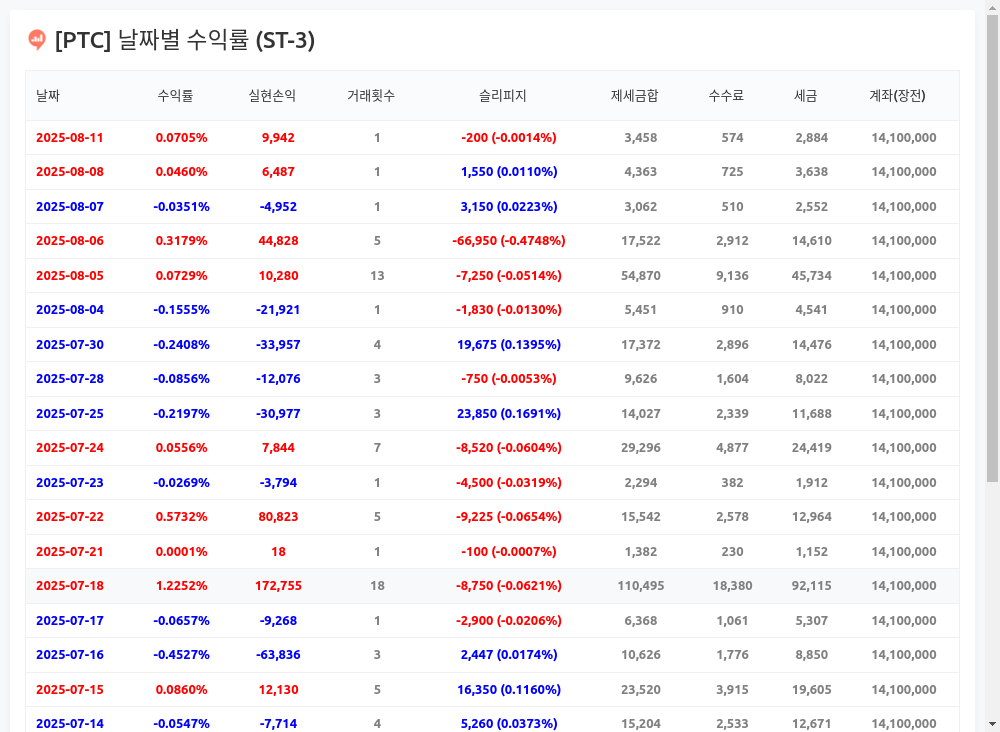 [PTC] 날짜별 수익률 (ST-3)
날짜 수익률 실현손익 거래횟수 슬리피지 제세금합 수수료 세금 계좌(장전)
2025-08-11 0.0705% 9,942 1 -200 (-0.0014%) 3,458 574 2,884 14,100,000
2025-08-08 0.0460% 6,487 1 1,550 (0.0110%) 4,363 725 3,638 14,100,000
2025-08-07 -0.0351% -4,952 1 3,150 (0.0223%) 3,062 510 2,552 14,100,000
2025-08-06 0.3179% 44,828 5 -66,950 (-0.4748%) 17,522 2,912 14,610 14,100,000
2025-08-05 0.0729% 10,280 13 -7,250 (-0.0514%) 54,870 9,136 45,734 14,100,000
2025-08-04 -0.1555% -21,921 1 -1,830 (-0.0130%) 5,451 910 4,541 14,100,000
2025-07-30 -0.2408% -33,957 4 19,675 (0.1395%) 17,372 2,896 14,476 14,100,000
2025-07-28 -0.0856% -12,076 3 -750 (-0.0053%) 9,626 1,604 8,022 14,100,000
2025-07-25 -0.2197% -30,977 3 23,850 (0.1691%) 14,027 2,339 11,688 14,100,000
2025-07-24 0.0556% 7,844 7 -8,520 (-0.0604%) 29,296 4,877 24,419 14,100,000
2025-07-23 -0.0269% -3,794 1 -4,500 (-0.0319%) 2,294 382 1,912 14,100,000
2025-07-22 0.5732% 80,823 5 -9,225 (-0.0654%) 15,542 2,578 12,964 14,100,000
2025-07-21 0.0001% 18 1 -100 (-0.0007%) 1,382 230 1,152 14,100,000
2025-07-18 1.2252% 172,755 18 -8,750 (-0.0621%) 110,495 18,380 92,115 14,100,000
2025-07-17 -0.0657% -9,268 1 -2,900 (-0.0206%) 6,368 1,061 5,307 14,100,000
2025-07-16 -0.4527% -63,836 3 2,447 (0.0174%) 10,626 1,776 8,850 14,100,000
2025-07-15 0.0860% 12,130 5 16,350 (0.1160%) 23,520 3,915 19,605 14,100,000
2025-07-14 -0.0547% -7,714 4 5,260 (0.0373%) 15,204 2,533 12,671 14,100,000